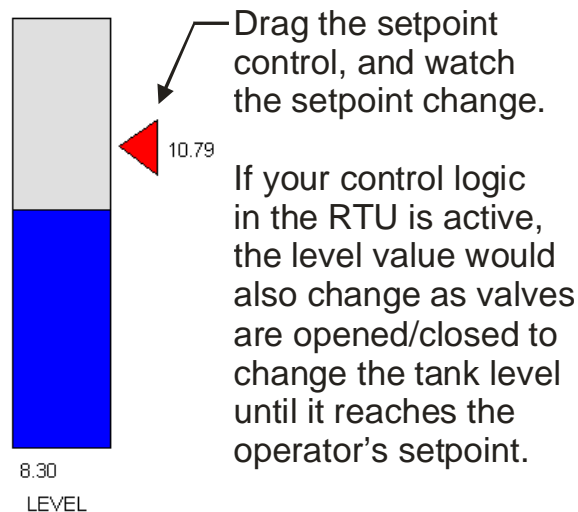 Drag the setpoint
control, and watch
the setpoint change.
10.79
If your control logic
in the RTU is active,
the level value would
also change as valves
are opened/closed to
change the tank level
until it reaches the
operator’s setpoint.
8.30
LEVEL